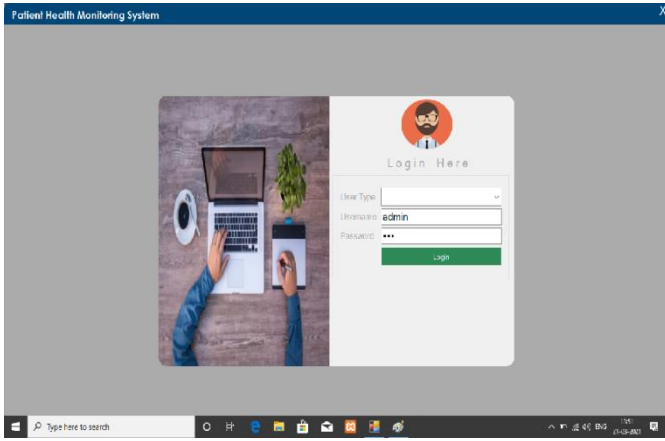 Patient Health Monitoring System X
Login Here
User Type
Username admin
Password •••
Login
Type here to search
ENG